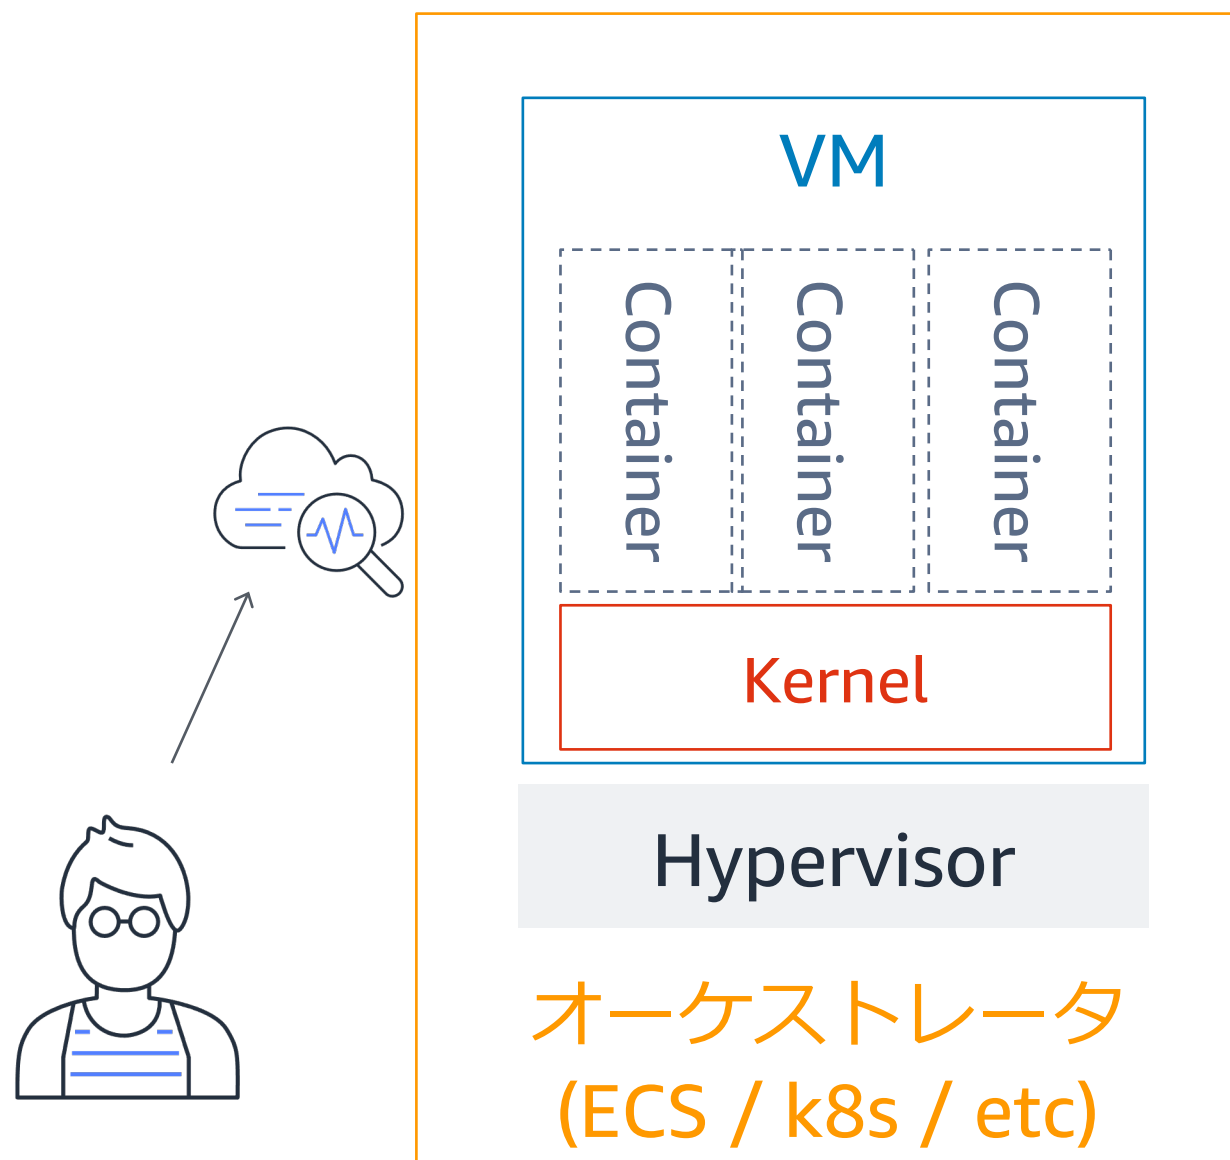 VM
Container
Container
Container
Kernel
Hypervisor
オーケストレータ
(ECS / k8s / etc)